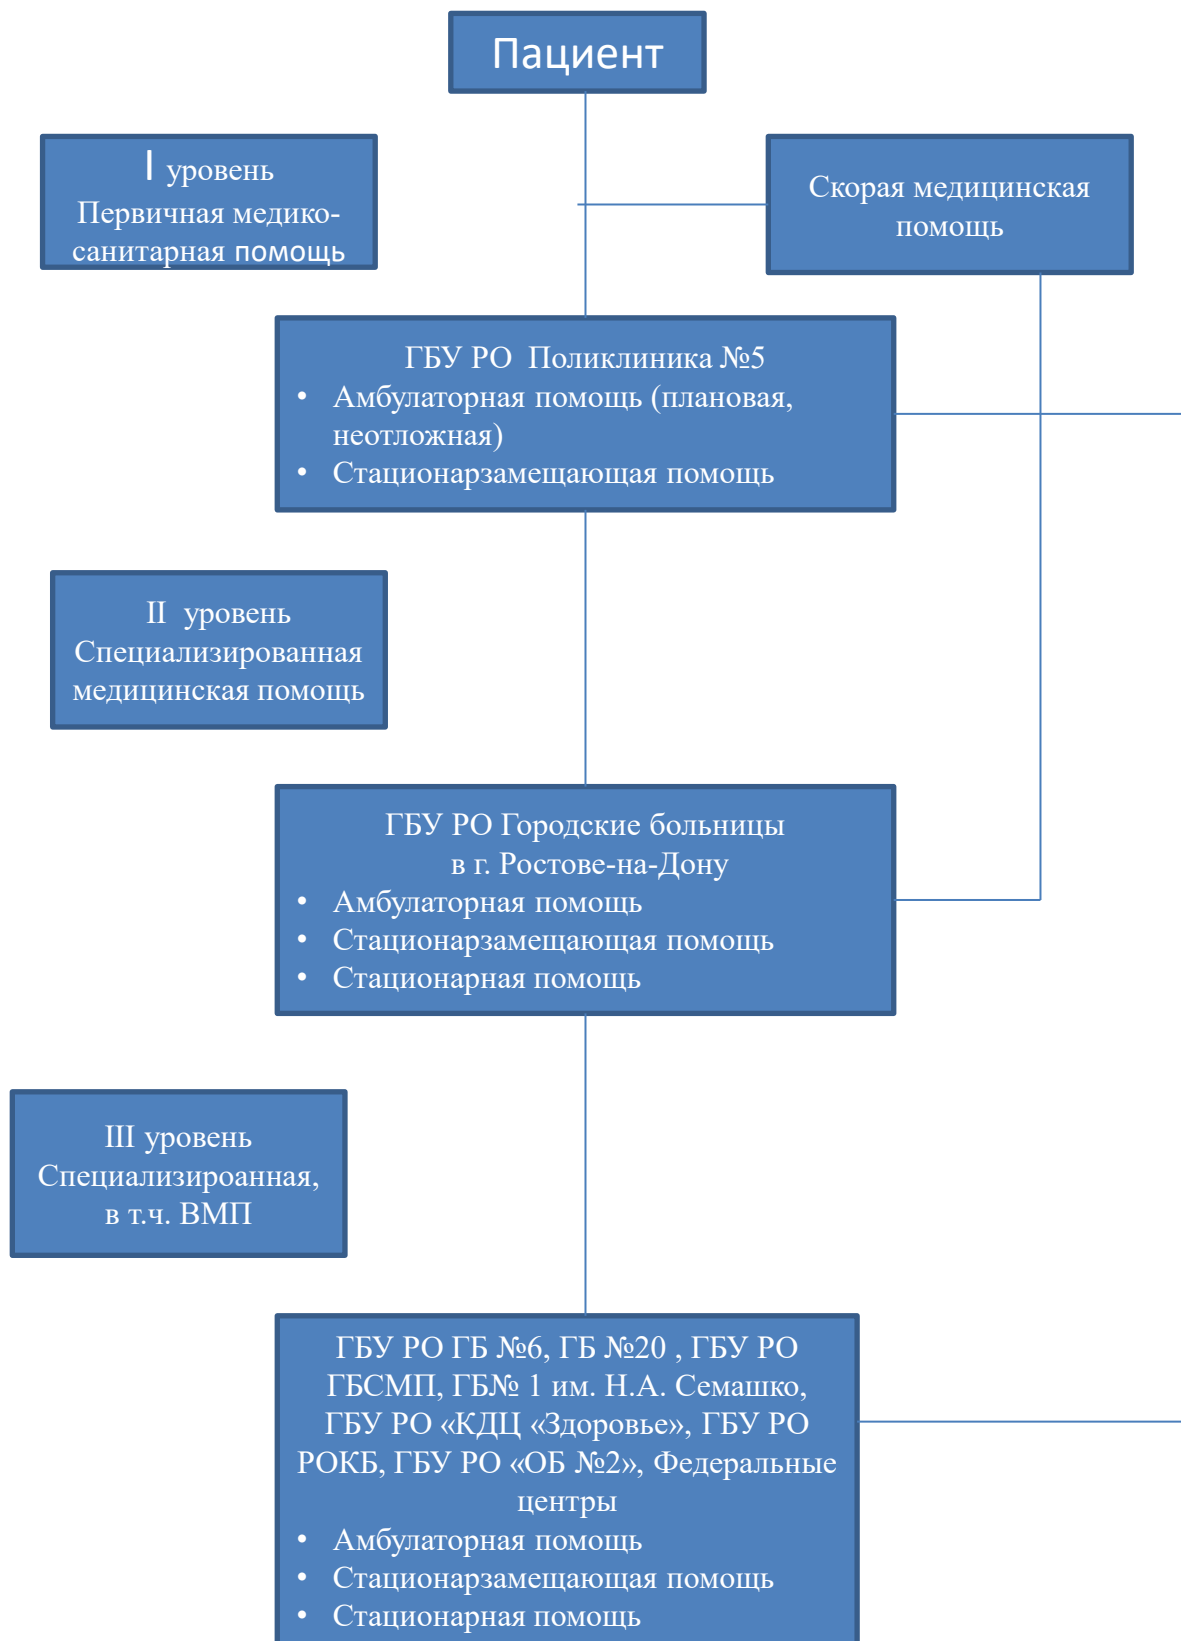 Пациент
I уровень
Первичная медико-
санитарная помощь
Скорая медицинская
помощь
ГБУ РО  Поликлиника №5
• Амбулаторная помощь (плановая,
неотложная)
• Стационарзамещающая помощь
II  уровень
Специализированная
медицинская помощь
ГБУ РО Городские больницы
в г. Ростове-на-Дону
• Амбулаторная помощь
• Стационарзамещающая помощь
• Стационарная помощь
III уровень
Специализироанная,
в т.ч. ВМП
ГБУ РО ГБ №6, ГБ №20 , ГБУ РО
ГБСМП, ГБ№ 1 им. Н.А. Семашко,
ГБУ РО «КДЦ «Здоровье», ГБУ РО
РОКБ, ГБУ РО «ОБ №2», Федеральные
центры
• Амбулаторная помощь
• Стационарзамещающая помощь
• Стационарная помощь